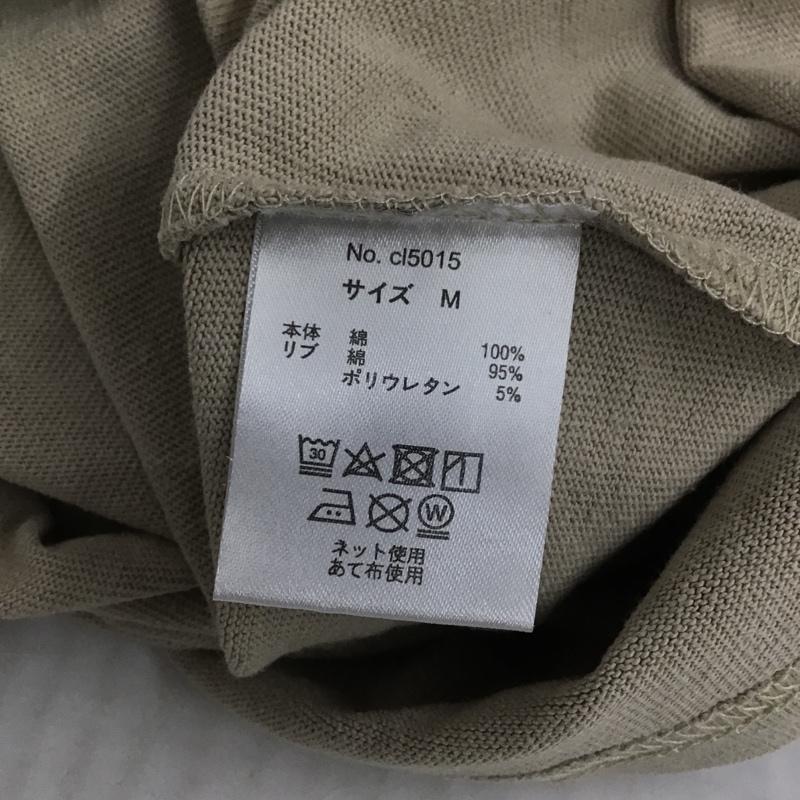 No. cl5015
サイズ M
本体 綿 100%
リブ 綿 95%
ポリウレタン 5%
30
W
ネット使用
あて布使用